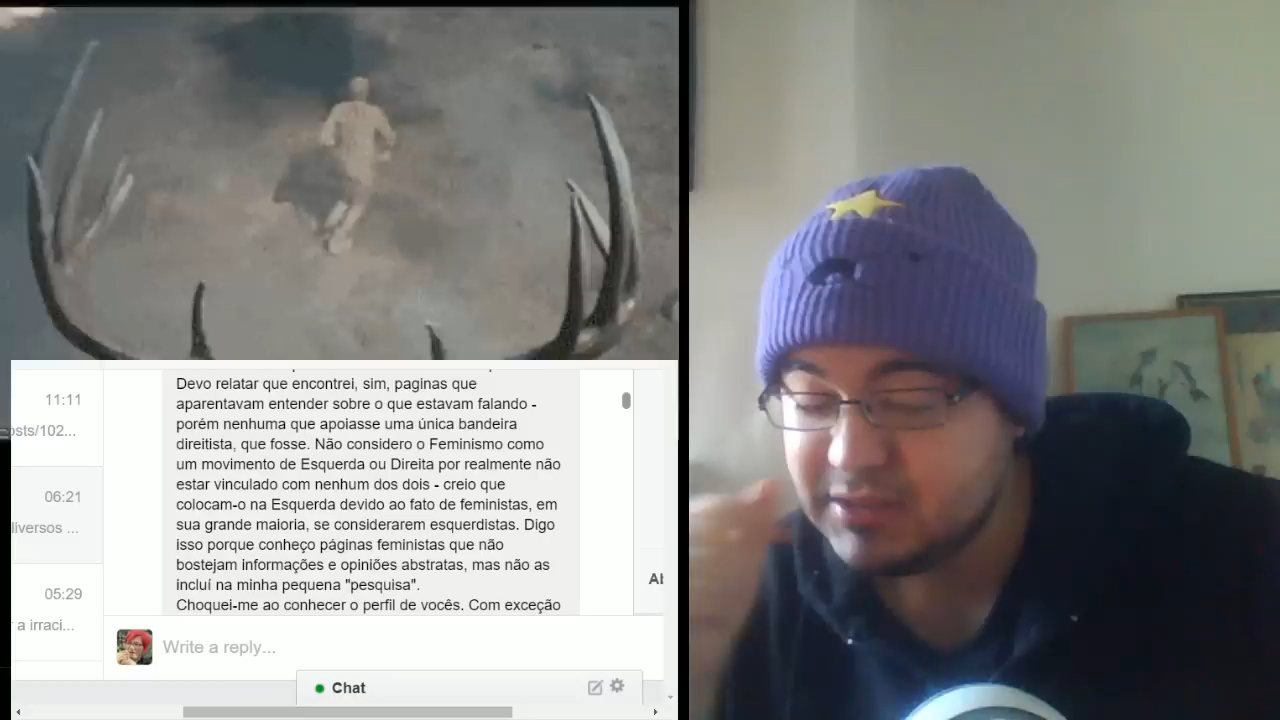 11:11
osts/102...
06:21
liversos ...
05:29
r a irraci...
Devo relatar que encontrei, sim, paginas que
aparentavam entender sobre o que estavam falando -
porém nenhuma que apoiasse uma única bandeira
direitista, que fosse. Não considero o Feminismo como
um movimento de Esquerda ou Direita por realmente não
estar vinculado com nenhum dos dois - creio que
colocam-o na Esquerda devido ao fato de feministas, em
sua grande maioria, se considerarem esquerdistas. Digo
isso porque conheço páginas feministas que não
bostejam informações e opiniões abstratas, mas não as
incluí na minha pequena "pesquisa".
Choquei-me ao conhecer o perfil de vocês. Com exceção
Write a reply...
Chat